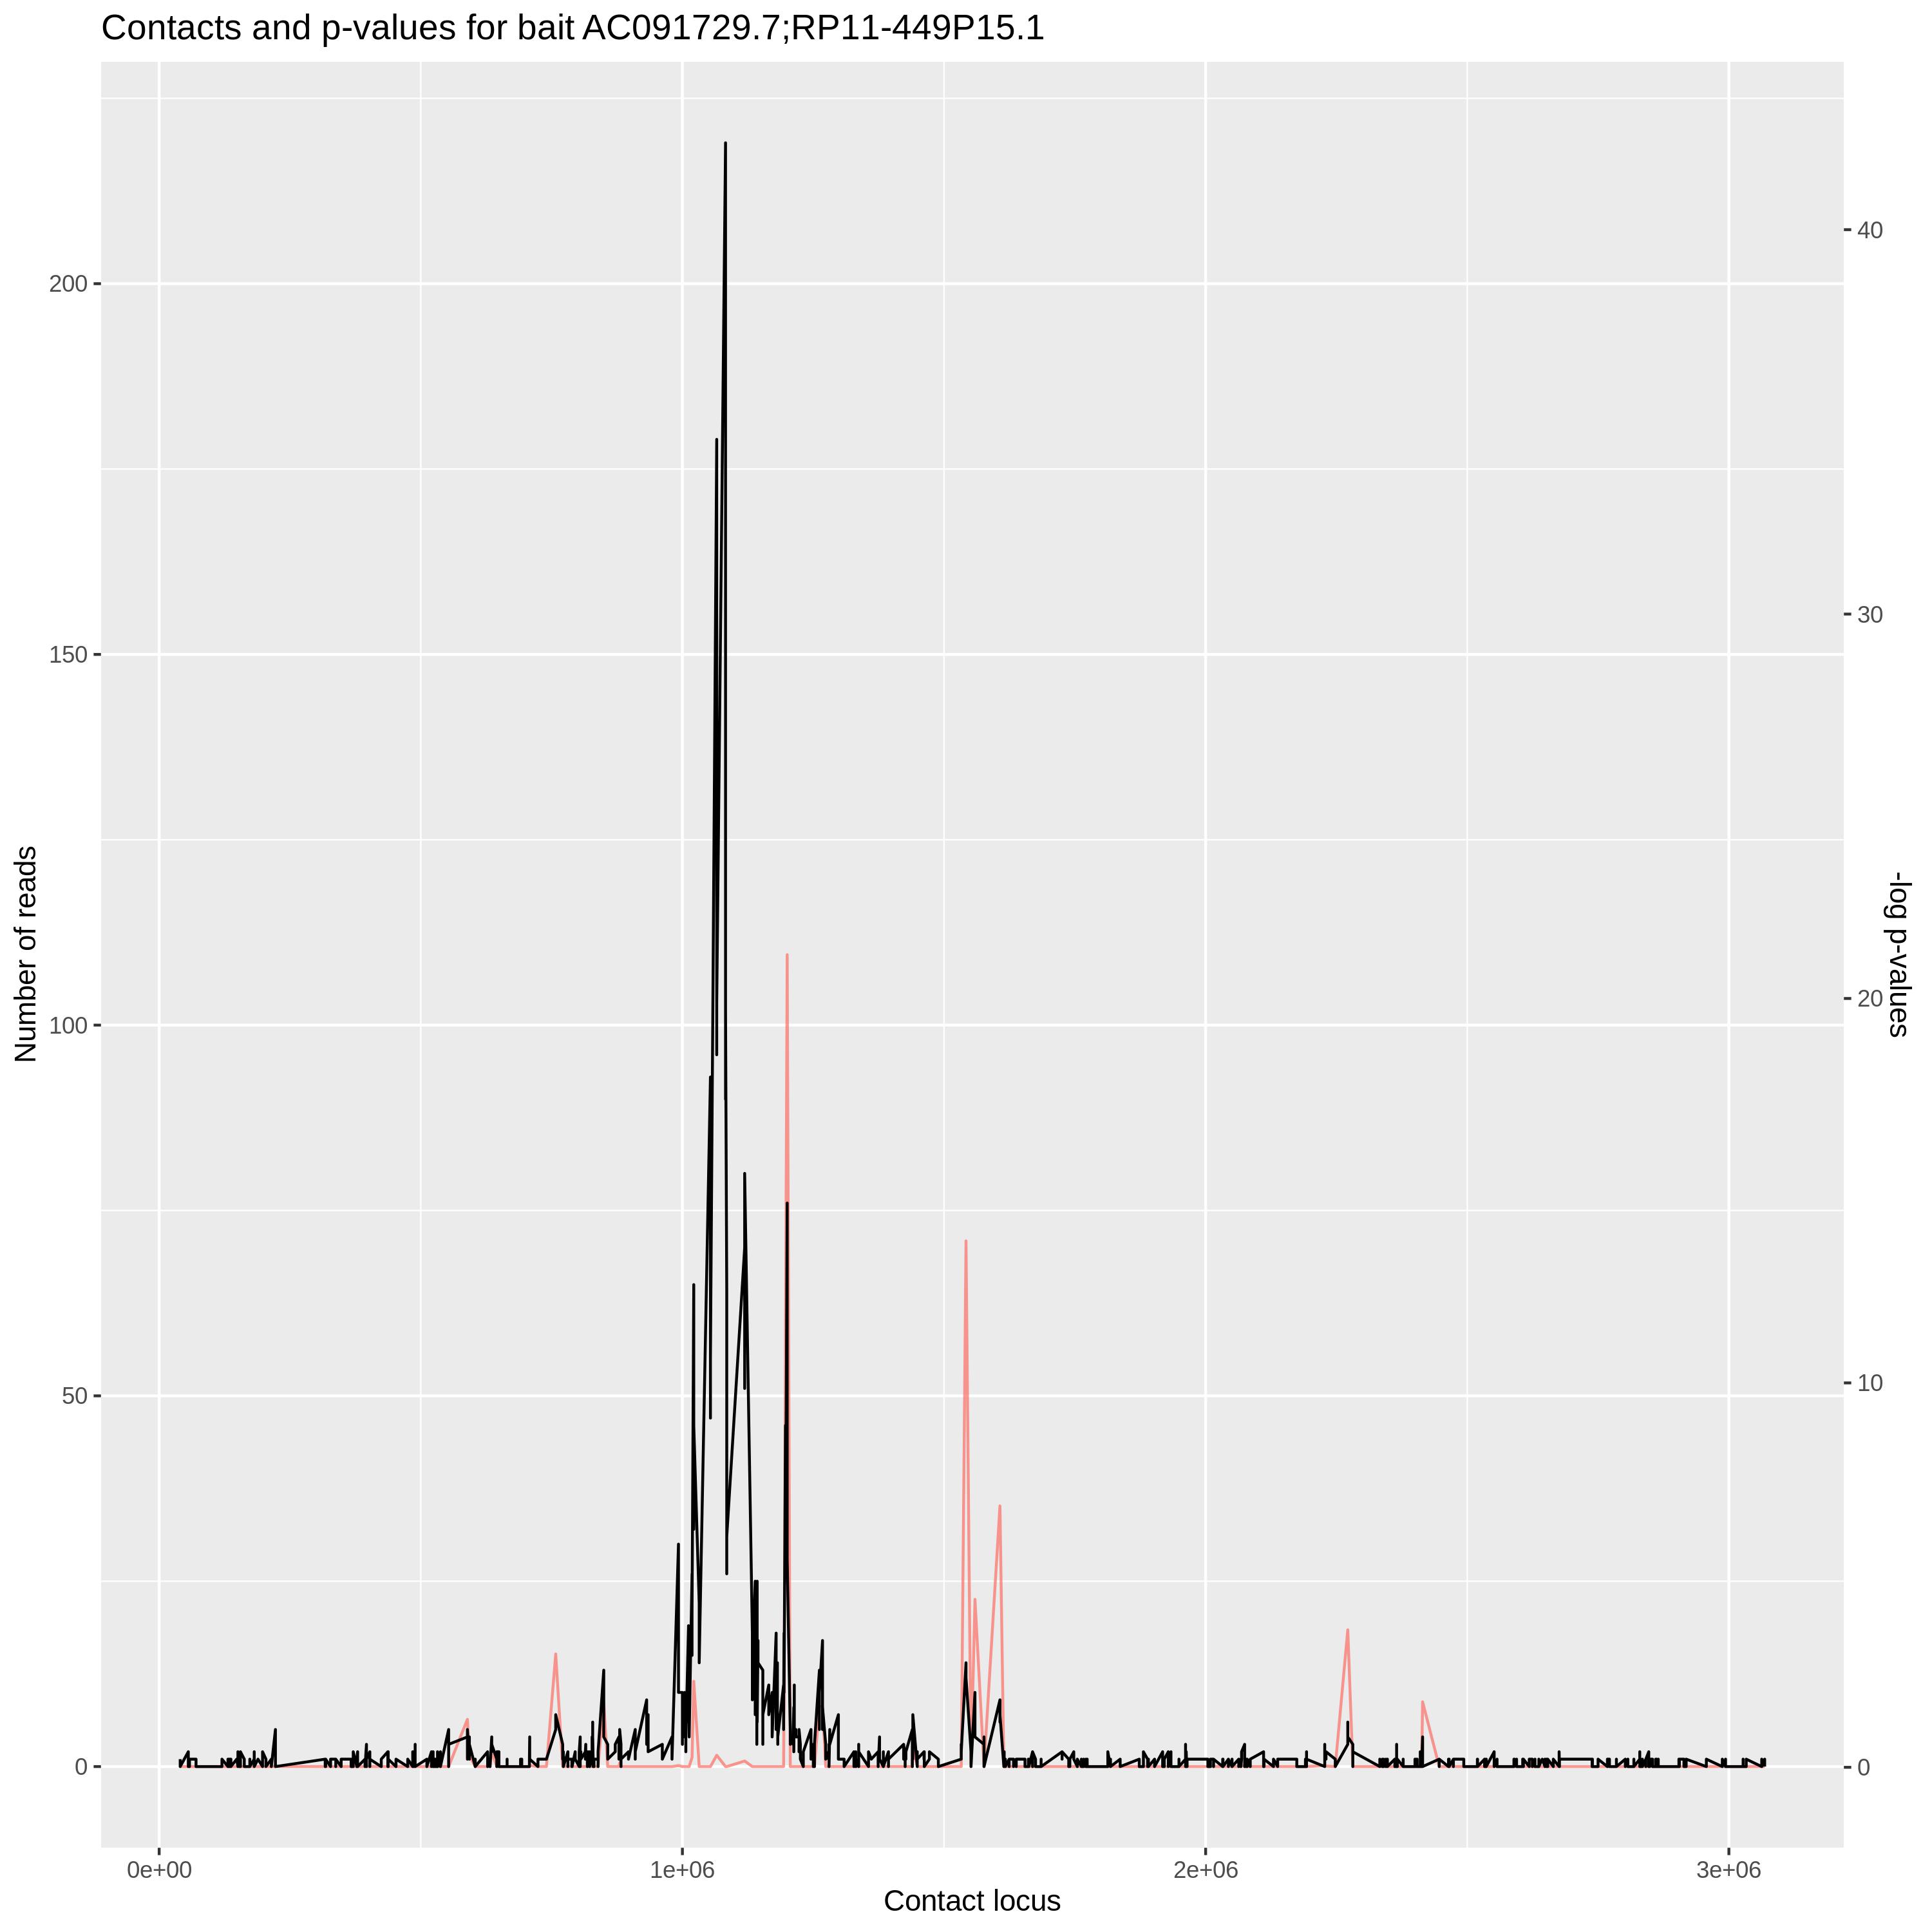 Contacts and p-values for bait AC091729.7;RP11-449P15.1
200
150
100
50
0
Number of reads
40
30
20
10
0
-log p-values
0e+00
1e+06
2e+06
3e+06
Contact locus